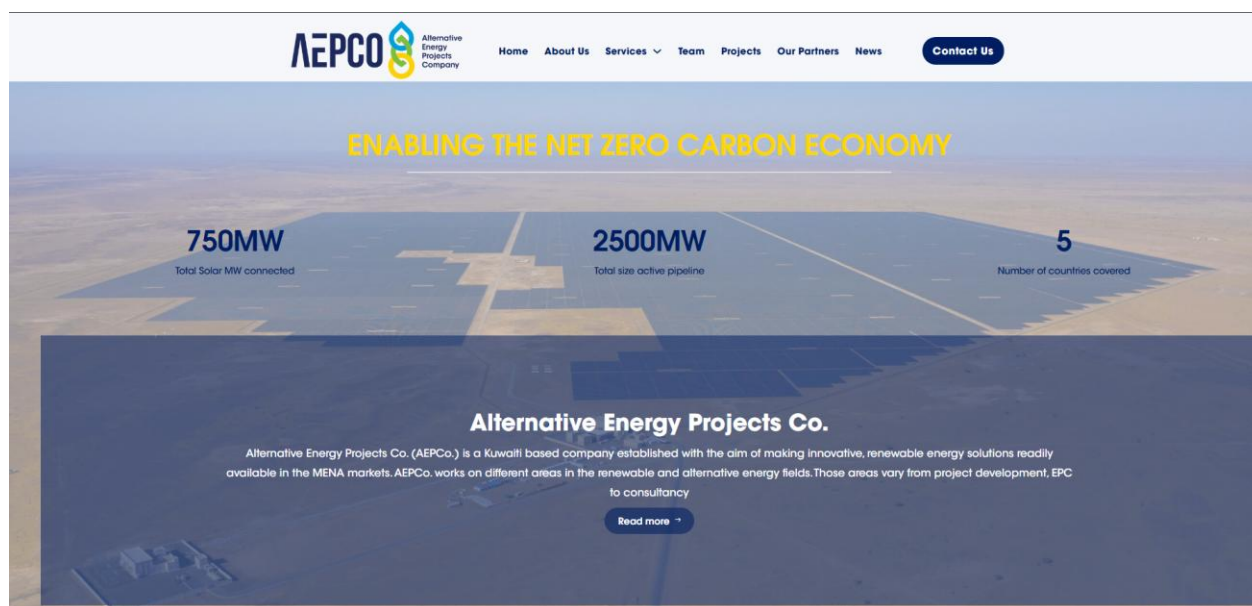 AEPCO
Alternative
Energy
Projects
Company
Home About Us Services Team Projects Our Partners News Contact Us
ENABLING THE NET ZERO CARBON ECONOMY
750MW 2500MW 5
Total Solar MW connected Total size active pipeline Number of countries covered
Alternative Energy Projects Co.
Alternative Energy Projects Co. (AEPCo.) is a Kuwaiti based company established with the aim of making innovative, renewable energy solutions readily
available in the MENA markets. AEPCo. works on different areas in the renewable and alternative energy fields. Those areas vary from project development, EPC
to consultancy
Read more →